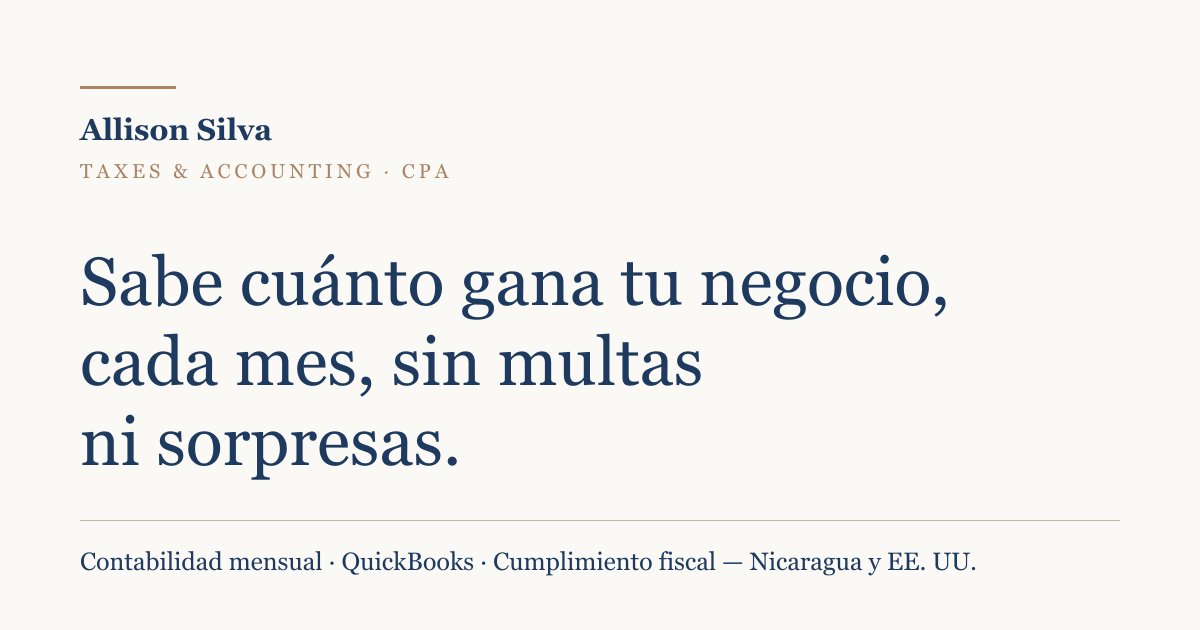 Allison Silva
TAXES & ACCOUNTING · CPA
Sabe cuánto gana tu negocio,
cada mes, sin multas
ni sorpresas.
Contabilidad mensual · QuickBooks · Cumplimiento fiscal — Nicaragua y EE. UU.